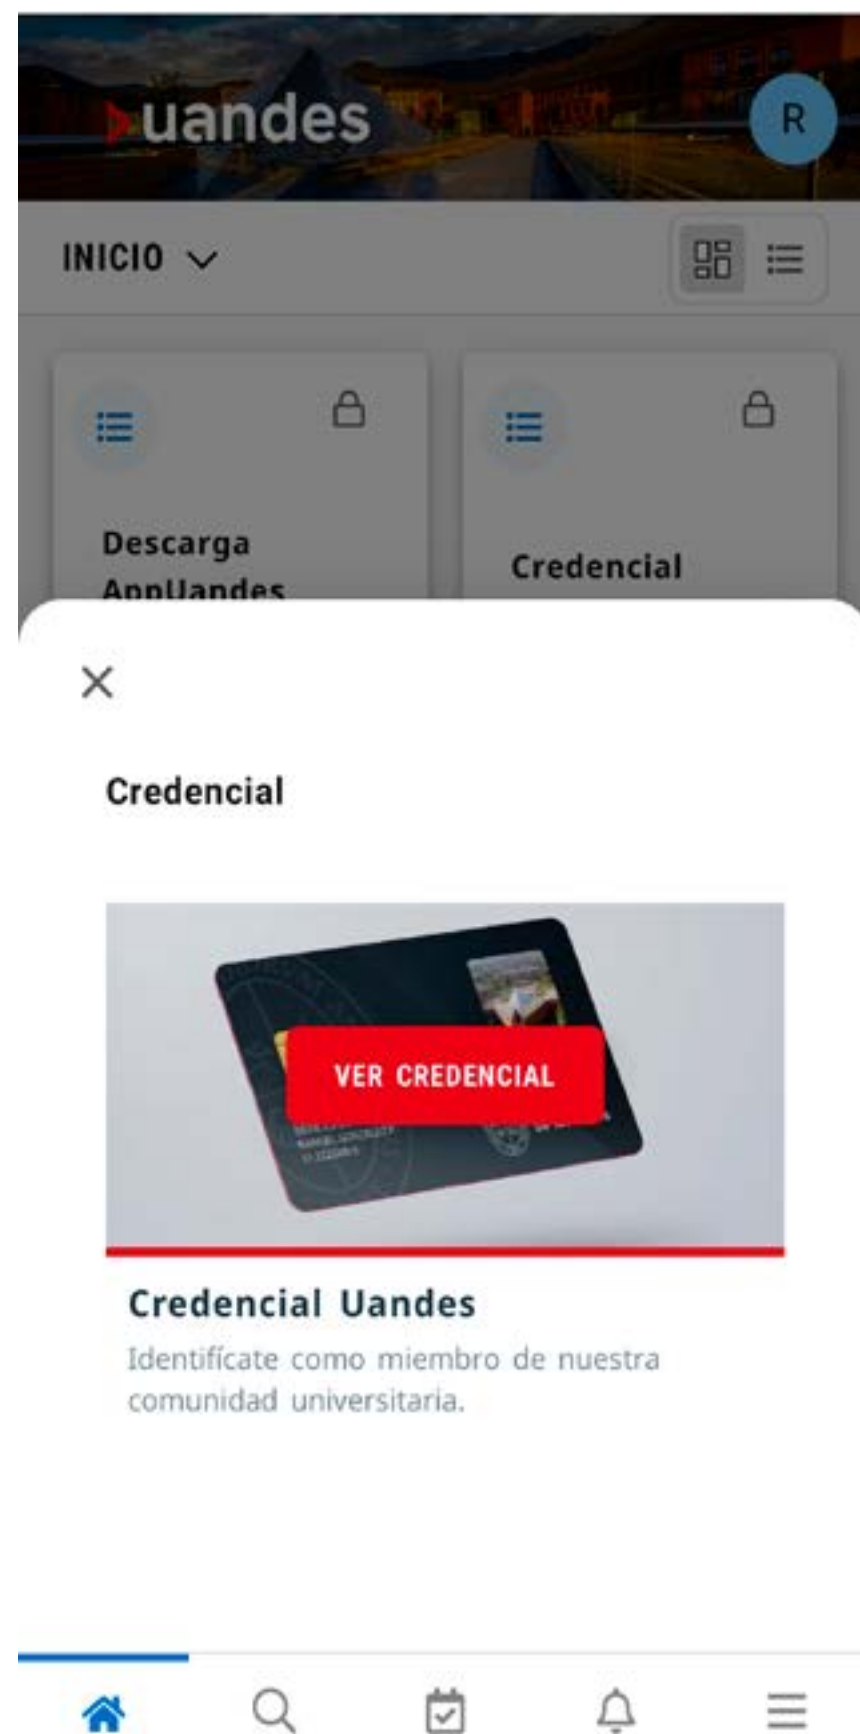 uandes
R
INICIO
Descarga
AppUandes
Credencial
Credencial
VER CREDENCIAL
Credencial Uandes
Identifícate como miembro de nuestra
comunidad universitaria.